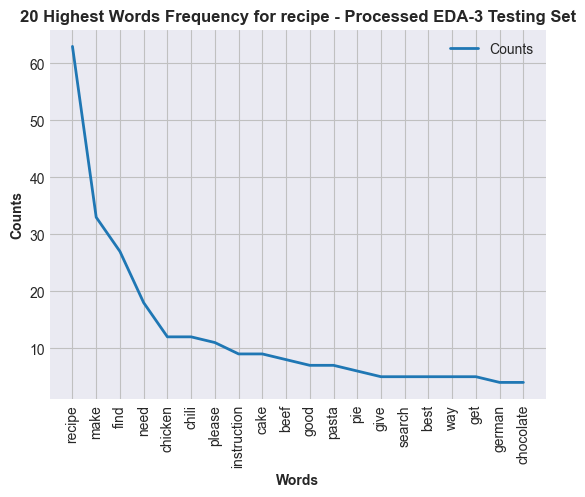 20 Highest Words Frequency for recipe - Processed EDA-3 Testing Set
Counts
60
50
40
30
20
10
Counts
recipe
make
find
need
chicken
chili
please
instruction
cake
beef
good
pasta
pie
give
search
best
way
get
german
chocolate
Words